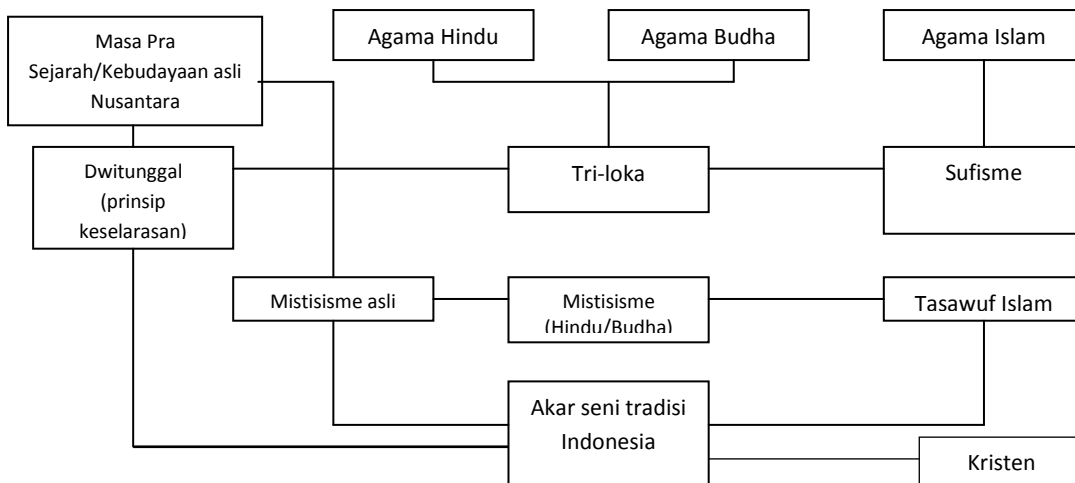 Masa Pra
Sejarah/Kebudayaan asli
Nusantara
Agama Hindu
Agama Budha
Agama Islam
Dwitunggal
(prinsip
keselarasan)
Tri-loka
Sufisme
Mistisisme asli
Mistisisme
(Hindu/Budha)
Tasawuf Islam
Akar seni tradisi
Indonesia
Kristen